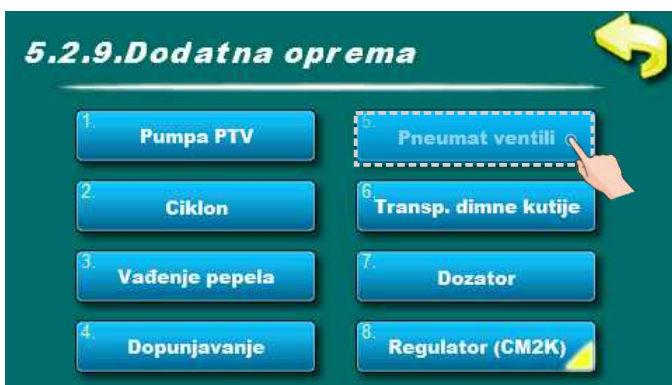 5.2.9.Dodatna oprema
1. Pumpa PTV
5. Pneumat ventili
2. Ciklon
6. Transp. dimne kutije
3. Vađenje pepela
7. Dozator
4. Dopunjavanje
8. Regulator (CM2K)